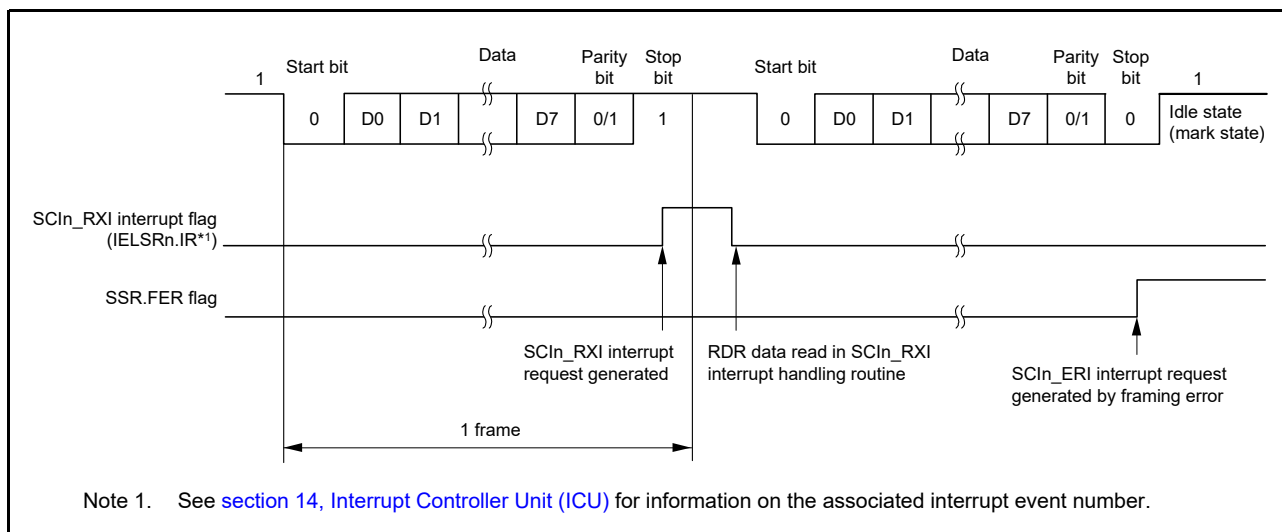 1
Start bit
Data
Parity
bit
Stop
bit
Start bit
Data
Parity
bit
Stop
bit
1
0
D0
D1
D7
0/1
1
0
D0
D1
D7
0/1
0
Idle state
(mark state)
SCIn_RXI interrupt flag
(IELSRn.IR*1)
SSR.FER flag
SCIn_RXI interrupt
request generated
RDR data read in SCIn_RXI
interrupt handling routine
SCIn_ERI interrupt request
generated by framing error
1 frame
Note 1. See section 14, Interrupt Controller Unit (ICU) for information on the associated interrupt event number.